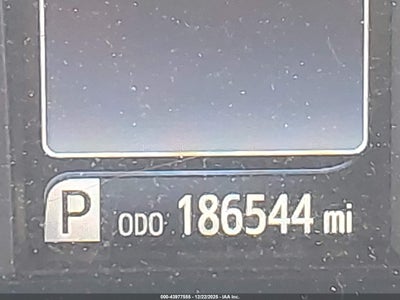 P ODO 186544 mi
000-43977555 - 12/22/2025 - IAA Inc.